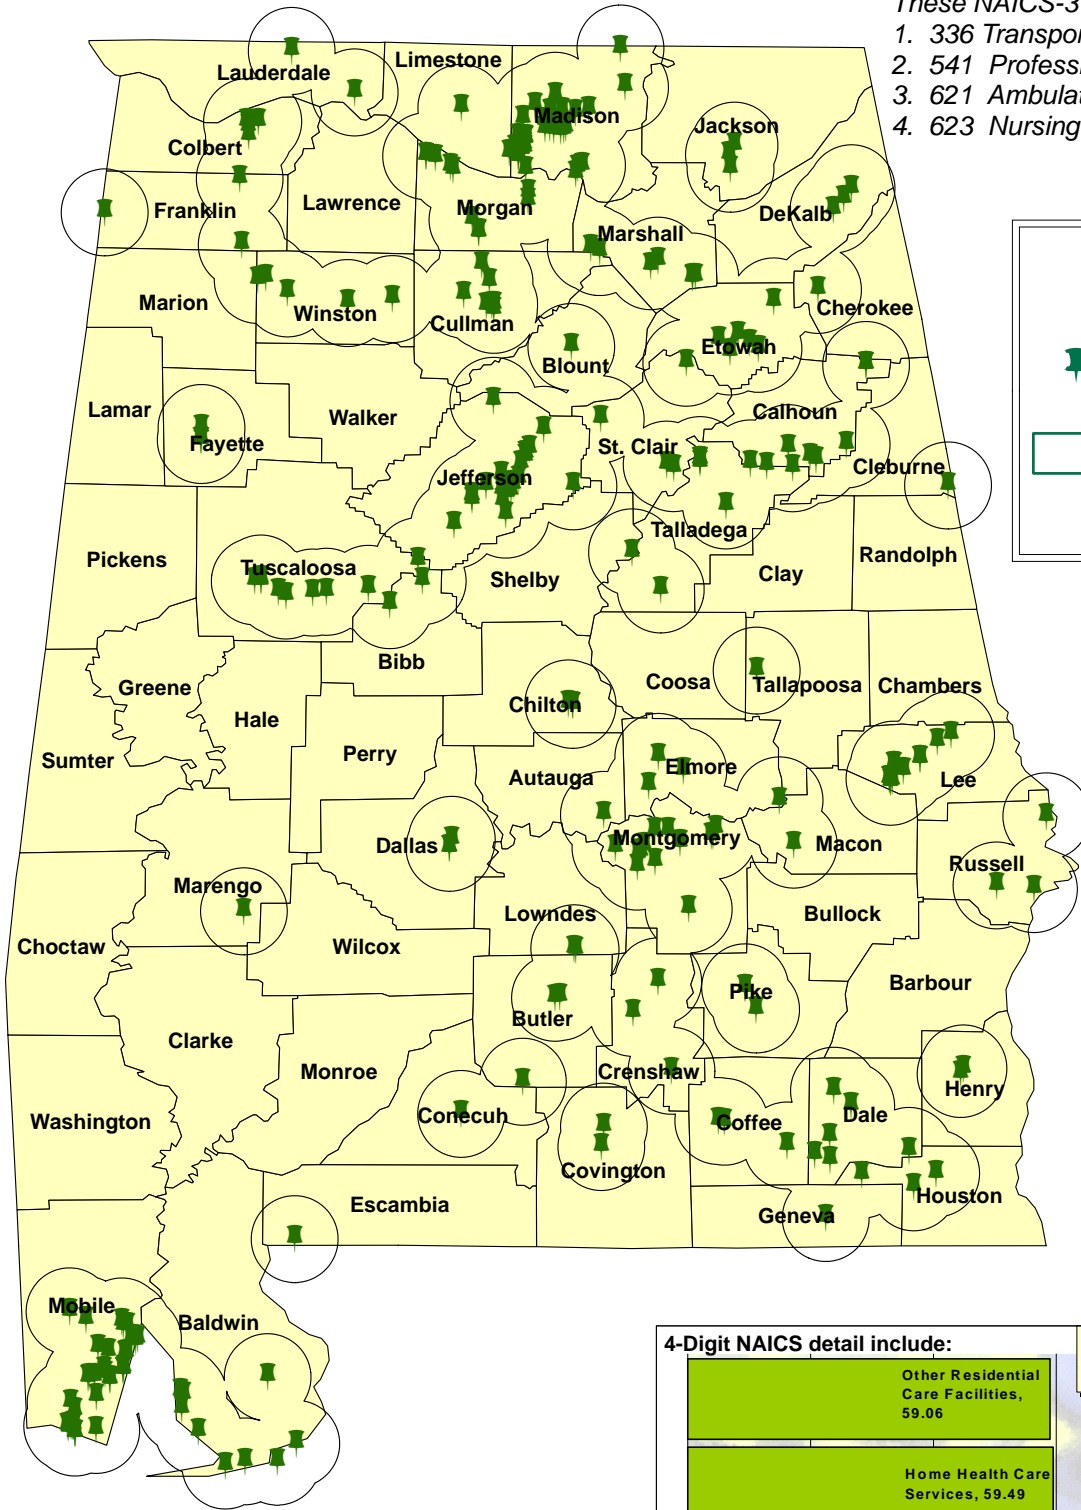 These NAICS-3
1. 336 Transpor
2. 541 Professi
3. 621 Ambulat
4. 623 Nursing
Lauderdale
Limestone
Madison
Jackson
Colbert
Franklin
Lawrence
Morgan
Marshall
DeKalb
Marion
Winston
Cullman
Cherokee
Blount
Etowah
Lamar
Fayette
Walker
Jefferson
St. Clair
Calhoun
Cleburne
Pickens
Tuscaloosa
Shelby
Talladega
Clay
Randolph
Greene
Hale
Bibb
Chilton
Coosa
Tallapoosa
Chambers
Sumter
Perry
Autauga
Elmore
Lee
Dallas
Montgomery
Macon
Russell
Marengo
Choctaw
Wilcox
Lowndes
Bullock
Barbour
Clarke
Monroe
Butler
Pike
Crenshaw
Henry
Washington
Conecuh
Covington
Coffee
Dale
Houston
Escambia
Geneva
Mobile
Baldwin
4-Digit NAICS detail include:
Other Residential
Care Facilities,
59.06
Home Health Care
Services, 59.49